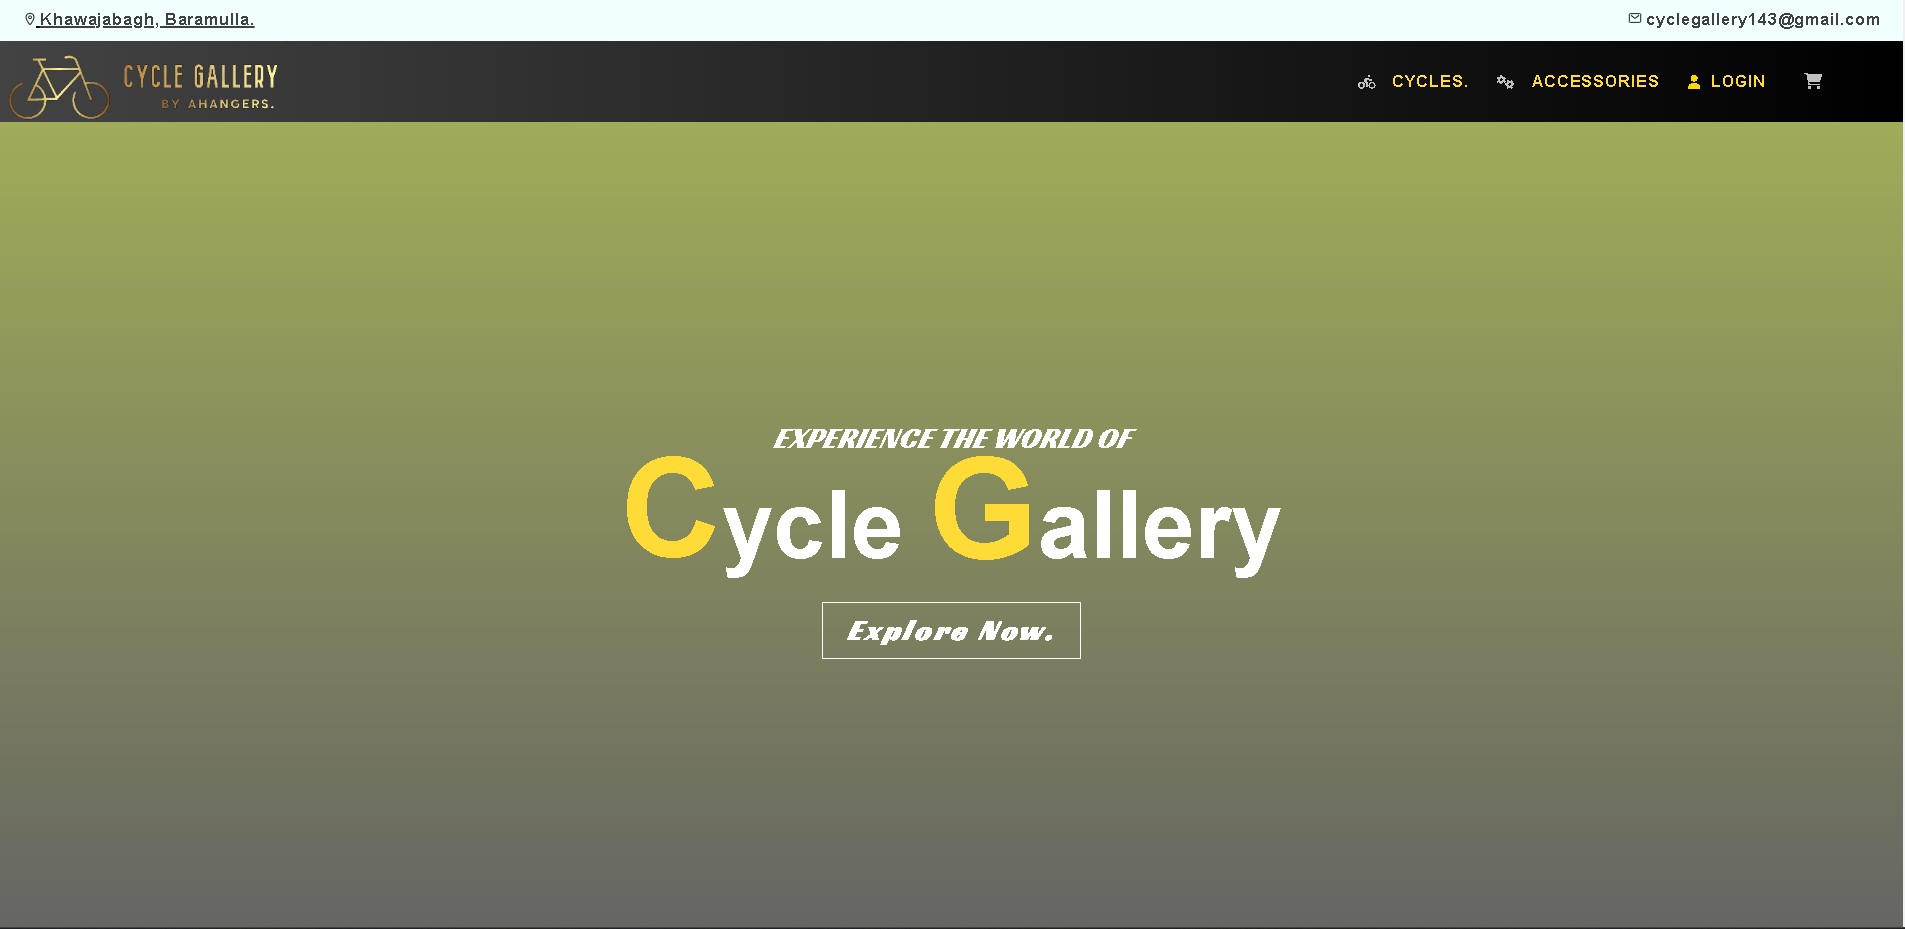 Khawajabagh, Baramulla.
cyclegallery143@gmail.com
CYCLE GALLERY
BY AHANGERS.
CYCLES.
ACCESSORIES
LOGIN
EXPERIENCE THE WORLD OF
Cycle Gallery
Explore Now.